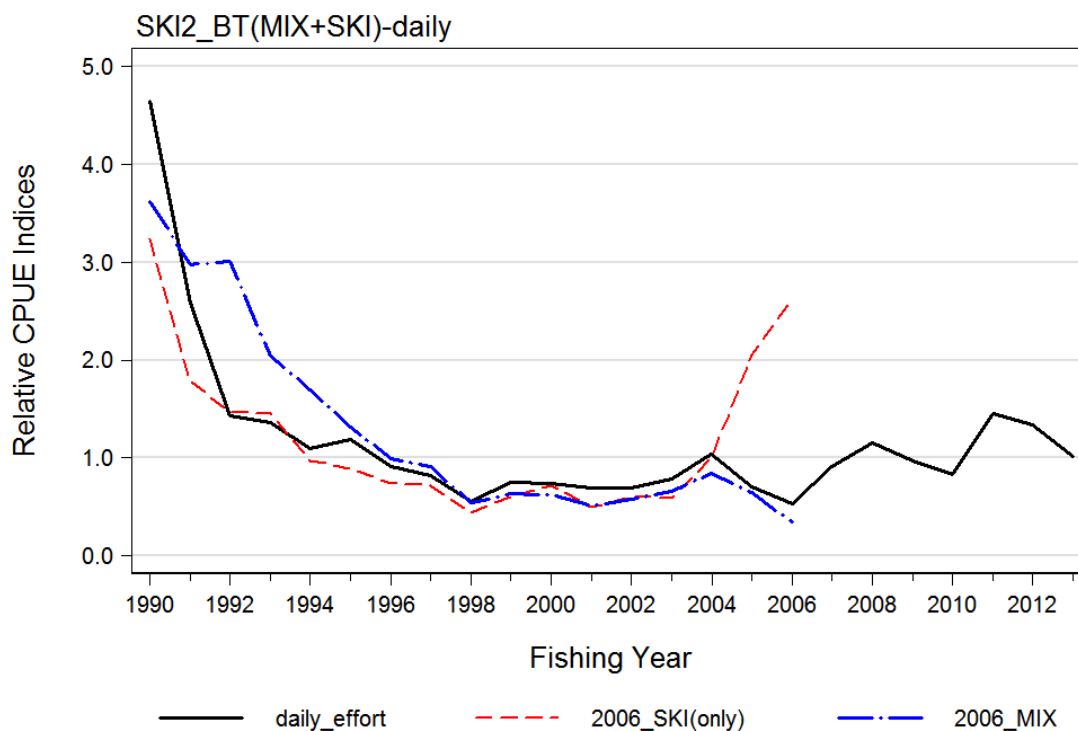 SKI2_BT(MIX+SKI)-daily
5.0
4.0
3.0
2.0
1.0
0.0
Relative CPUE Indices
1990 1992 1994 1996 1998 2000 2002 2004 2006 2008 2010 2012
Fishing Year
daily_effort 2006_SKI(only) 2006_MIX